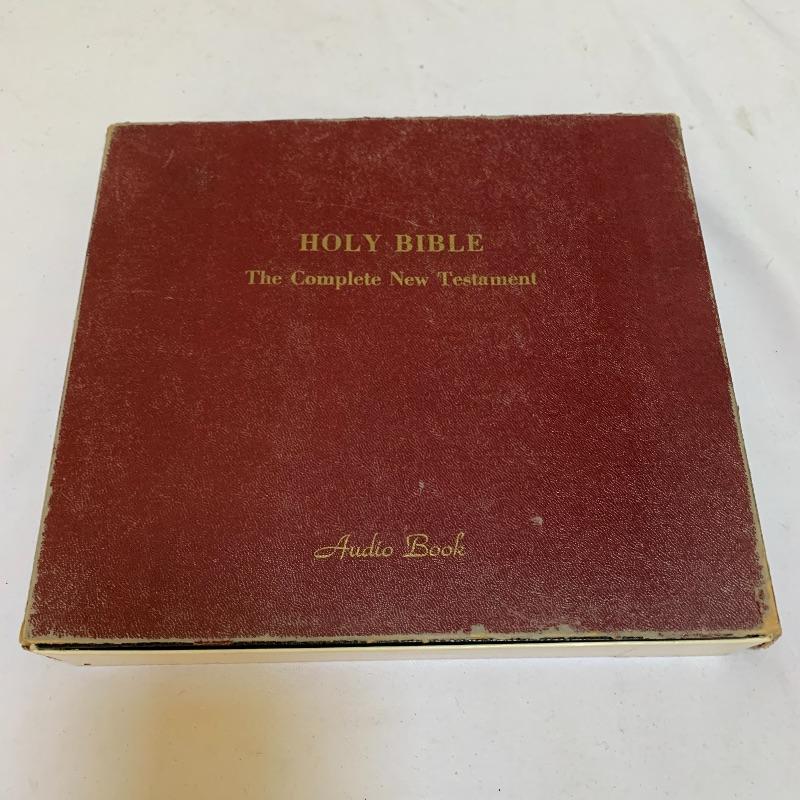 HOLY BIBLE
The Complete New Testament
Audio Book